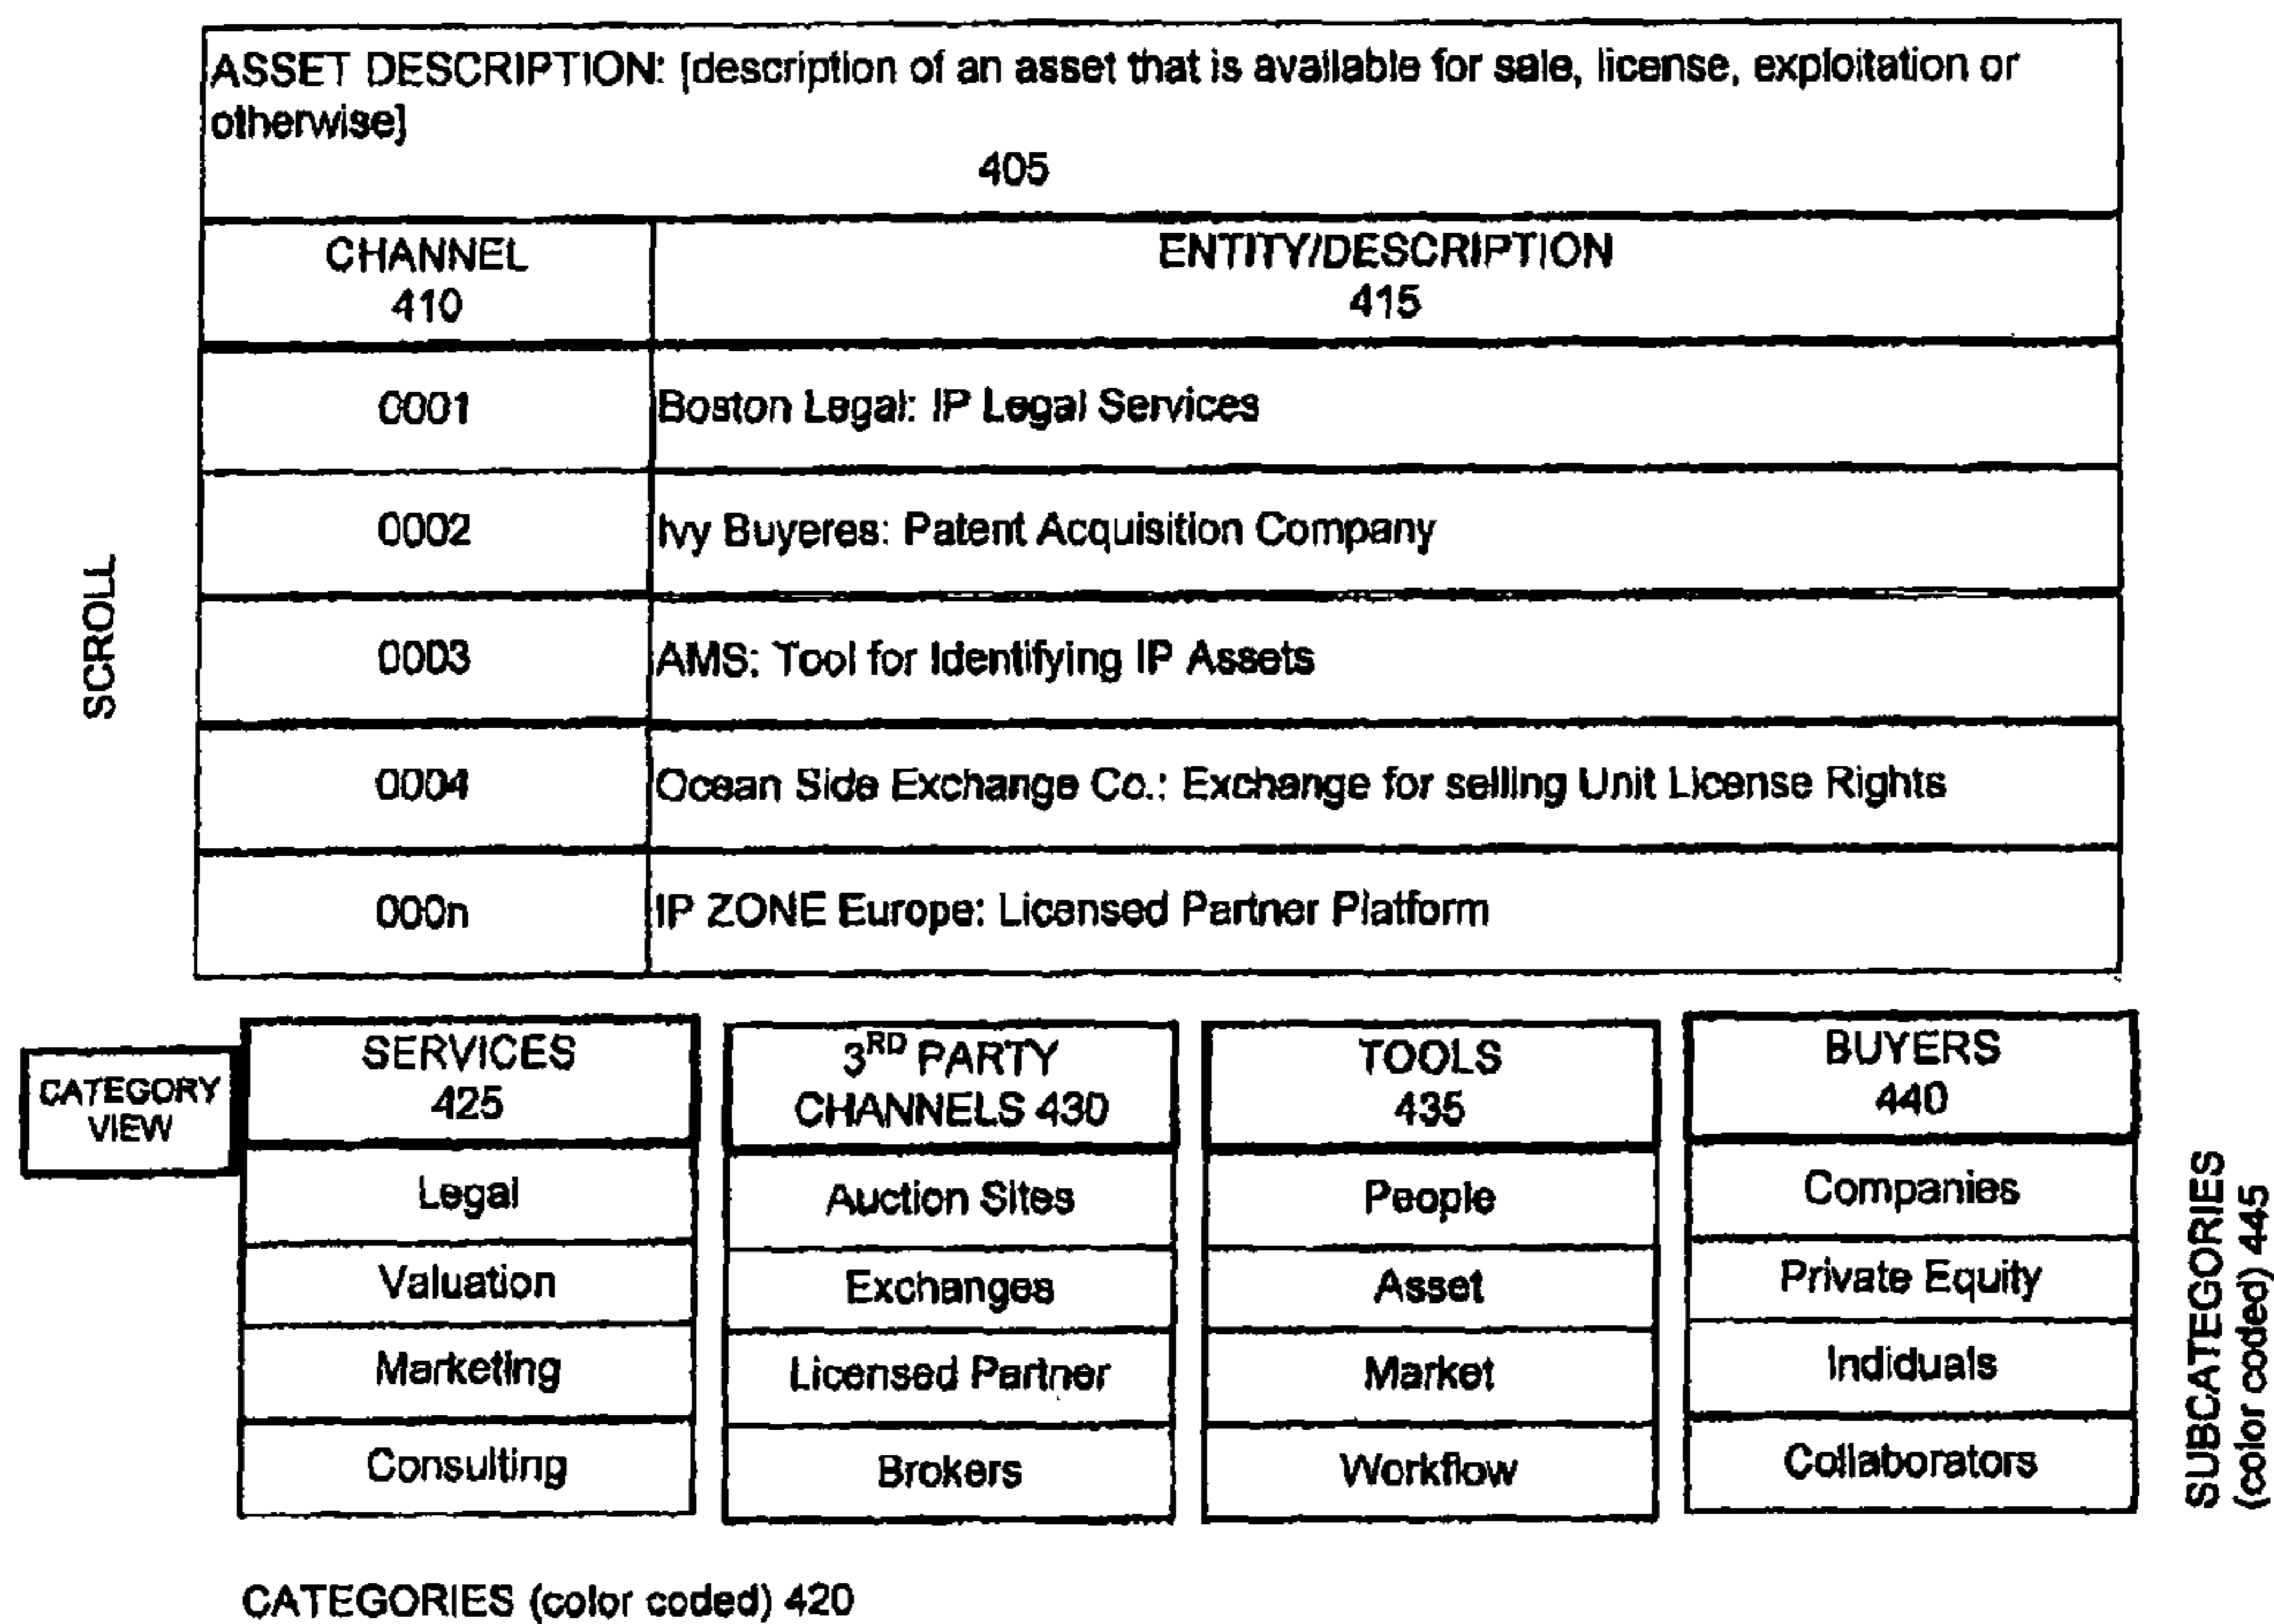 ASSET DESCRIPTION: [description of an asset that is available for sale, license, exploitation or
otherwise]
405
CHANNEL
410
ENTITY/DESCRIPTION
415
0001
Boston Legal: IP Legal Services
0002
Ivy Buyeres: Patent Acquisition Company
0003
AMS: Tool for Identifying IP Assets
0004
Ocean Side Exchange Co.: Exchange for selling Unit License Rights
000n
IP ZONE Europe: Licensed Partner Platform
SCROLL
CATEGORY
VIEW
SERVICES
425
Legal
Valuation
Marketing
Consulting
3RD PARTY
CHANNELS 430
Auction Sites
Exchanges
Licensed Partner
Brokers
TOOLS
435
People
Asset
Market
Workflow
BUYERS
440
Companies
Private Equity
Indiduals
Collaborators
SUBCATEGORIES
(color coded) 445
CATEGORIES (color coded) 420